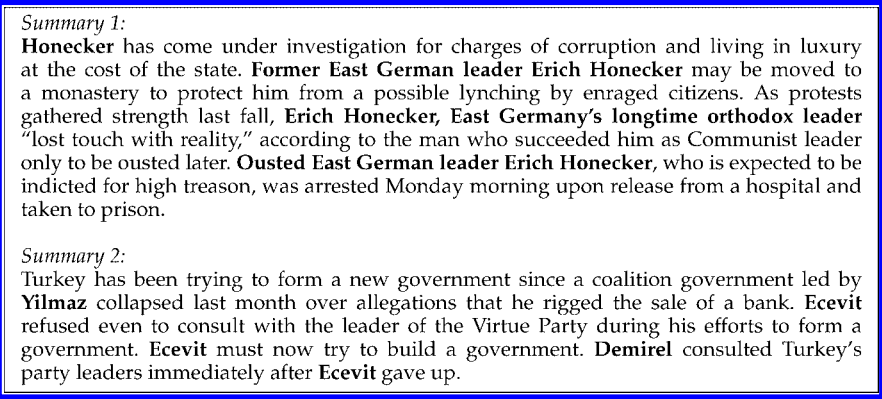 Summary 1:
Honecker has come under investigation for charges of corruption and living in luxury
at the cost of the state. Former East German leader Erich Honecker may be moved to
a monastery to protect him from a possible lynching by enraged citizens. As protests
gathered strength last fall, Erich Honecker, East Germany's longtime orthodox leader
"lost touch with reality," according to the man who succeeded him as Communist leader
only to be ousted later. Ousted East German leader Erich Honecker, who is expected to be
indicted for high treason, was arrested Monday morning upon release from a hospital and
taken to prison.
Summary 2:
Turkey has been trying to form a new government since a coalition government led by
Yilmaz collapsed last month over allegations that he rigged the sale of a bank. Ecevit
refused even to consult with the leader of the Virtue Party during his efforts to form a
government. Ecevit must now try to build a government. Demirel consulted Turkey's
party leaders immediately after Ecevit gave up.